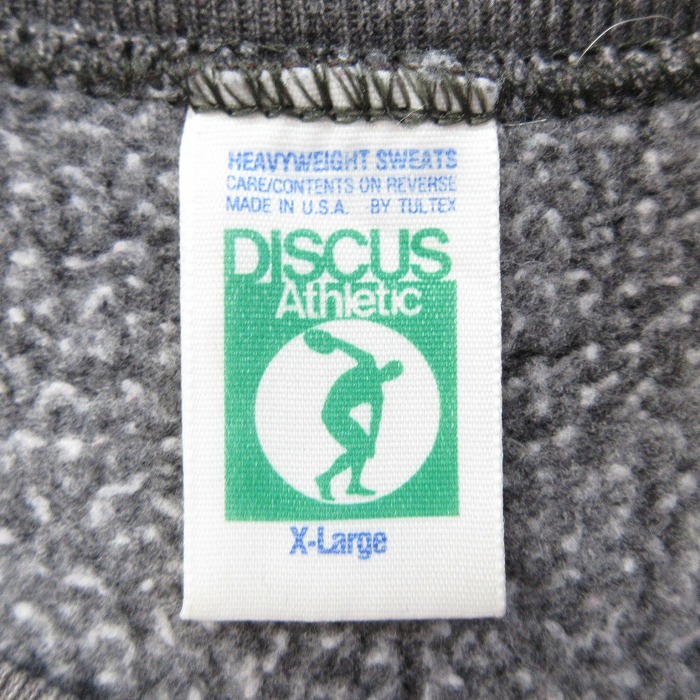 HEAVYWEIGHT SWEATS
CARE/CONTENTS ON REVERSE
MADE IN U.S.A. BY TULTEX
DISCUS
Athletic
X-Large